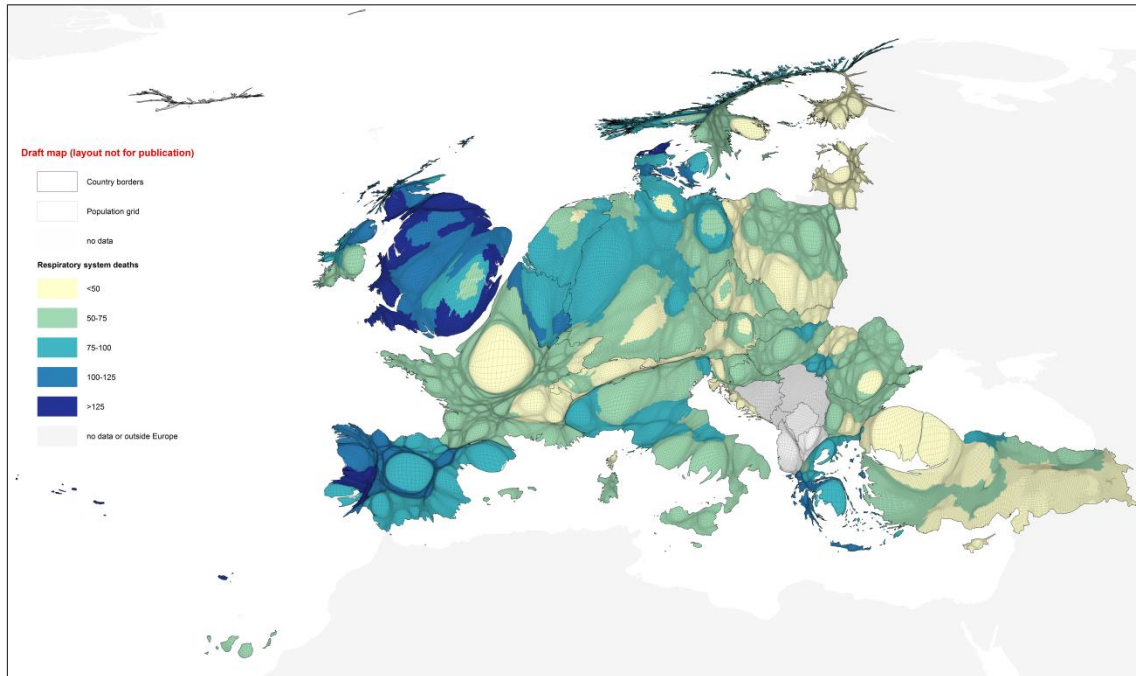 Draft map (layout not for publication)
Country borders
Population grid
no data
Respiratory system deaths
<50
50-75
75-100
100-125
>125
no data or outside Europe